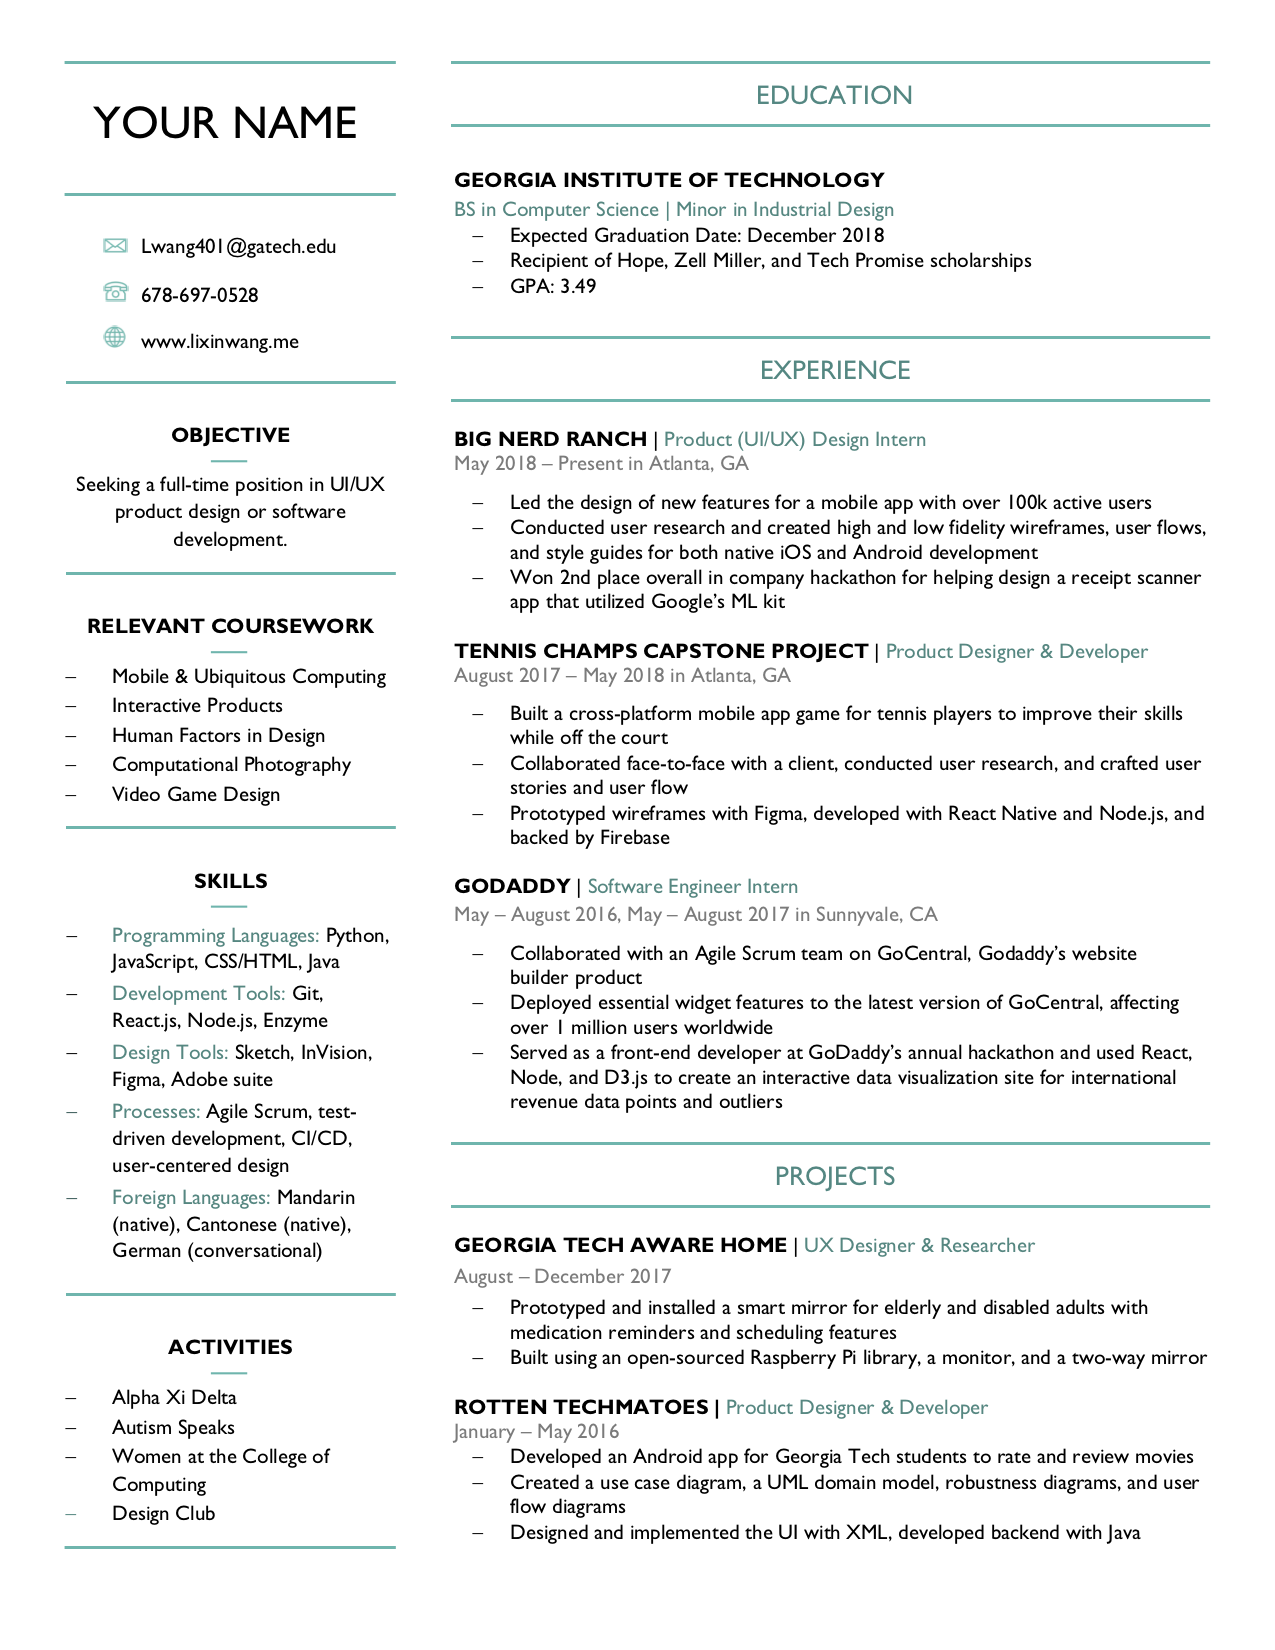 YOUR NAME
Lwang401@gatech.edu
678-697-0528
www.lixinwang.me
OBJECTIVE
Seeking a full-time position in UI/UX
product design or software
development.
RELEVANT COURSEWORK
– Mobile & Ubiquitous Computing
– Interactive Products
– Human Factors in Design
– Computational Photography
– Video Game Design
SKILLS
– Programming Languages: Python,
JavaScript, CSS/HTML, Java
– Development Tools: Git,
React.js, Node.js, Enzyme
– Design Tools: Sketch, InVision,
Figma, Adobe suite
– Processes: Agile Scrum, test-
driven development, CI/CD,
user-centered design
– Foreign Languages: Mandarin
(native), Cantonese (native),
German (conversational)
ACTIVITIES
– Alpha Xi Delta
– Autism Speaks
– Women at the College of
Computing
– Design Club
EDUCATION
GEORGIA INSTITUTE OF TECHNOLOGY
BS in Computer Science | Minor in Industrial Design
– Expected Graduation Date: December 2018
– Recipient of Hope, Zell Miller, and Tech Promise scholarships
– GPA: 3.49
EXPERIENCE
BIG NERD RANCH | Product (UI/UX) Design Intern
May 2018 – Present in Atlanta, GA
– Led the design of new features for a mobile app with over 100k active users
– Conducted user research and created high and low fidelity wireframes, user flows,
and style guides for both native iOS and Android development
– Won 2nd place overall in company hackathon for helping design a receipt scanner
app that utilized Google's ML kit
TENNIS CHAMPS CAPSTONE PROJECT | Product Designer & Developer
August 2017 – May 2018 in Atlanta, GA
– Built a cross-platform mobile app game for tennis players to improve their skills
while off the court
– Collaborated face-to-face with a client, conducted user research, and crafted user
stories and user flow
– Prototyped wireframes with Figma, developed with React Native and Node.js, and
backed by Firebase
GODADDY | Software Engineer Intern
May – August 2016, May – August 2017 in Sunnyvale, CA
– Collaborated with an Agile Scrum team on GoCentral, Godaddy's website
builder product
– Deployed essential widget features to the latest version of GoCentral, affecting
over 1 million users worldwide
– Served as a front-end developer at GoDaddy's annual hackathon and used React,
Node, and D3.js to create an interactive data visualization site for international
revenue data points and outliers
PROJECTS
GEORGIA TECH AWARE HOME | UX Designer & Researcher
August – December 2017
– Prototyped and installed a smart mirror for elderly and disabled adults with
medication reminders and scheduling features
– Built using an open-sourced Raspberry Pi library, a monitor, and a two-way mirror
ROTTEN TECHMATOES | Product Designer & Developer
January – May 2016
– Developed an Android app for Georgia Tech students to rate and review movies
– Created a use case diagram, a UML domain model, robustness diagrams, and user
flow diagrams
– Designed and implemented the UI with XML, developed backend with Java